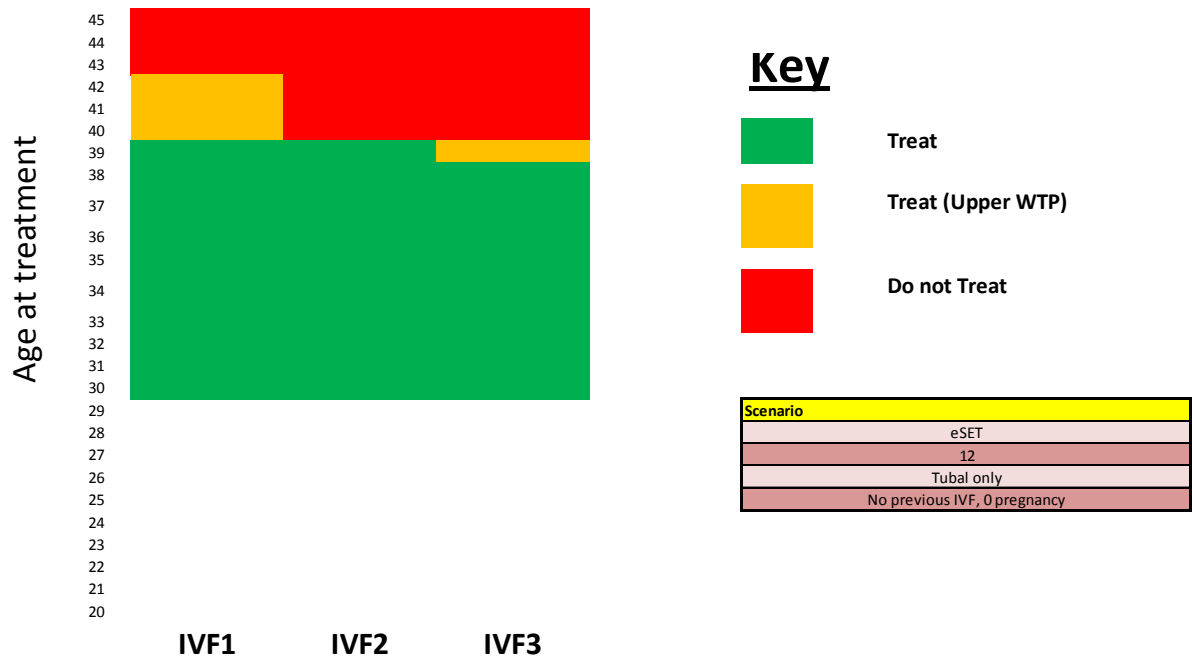 Age at treatment
45
44
43
42
41
40
39
38
37
36
35
34
33
32
31
30
29
28
27
26
25
24
23
22
21
20
IVF1 IVF2 IVF3
Key
Treat
Treat (Upper WTP)
Do not Treat
Scenario
eSET
12
Tubal only
No previous IVF, 0 pregnancy